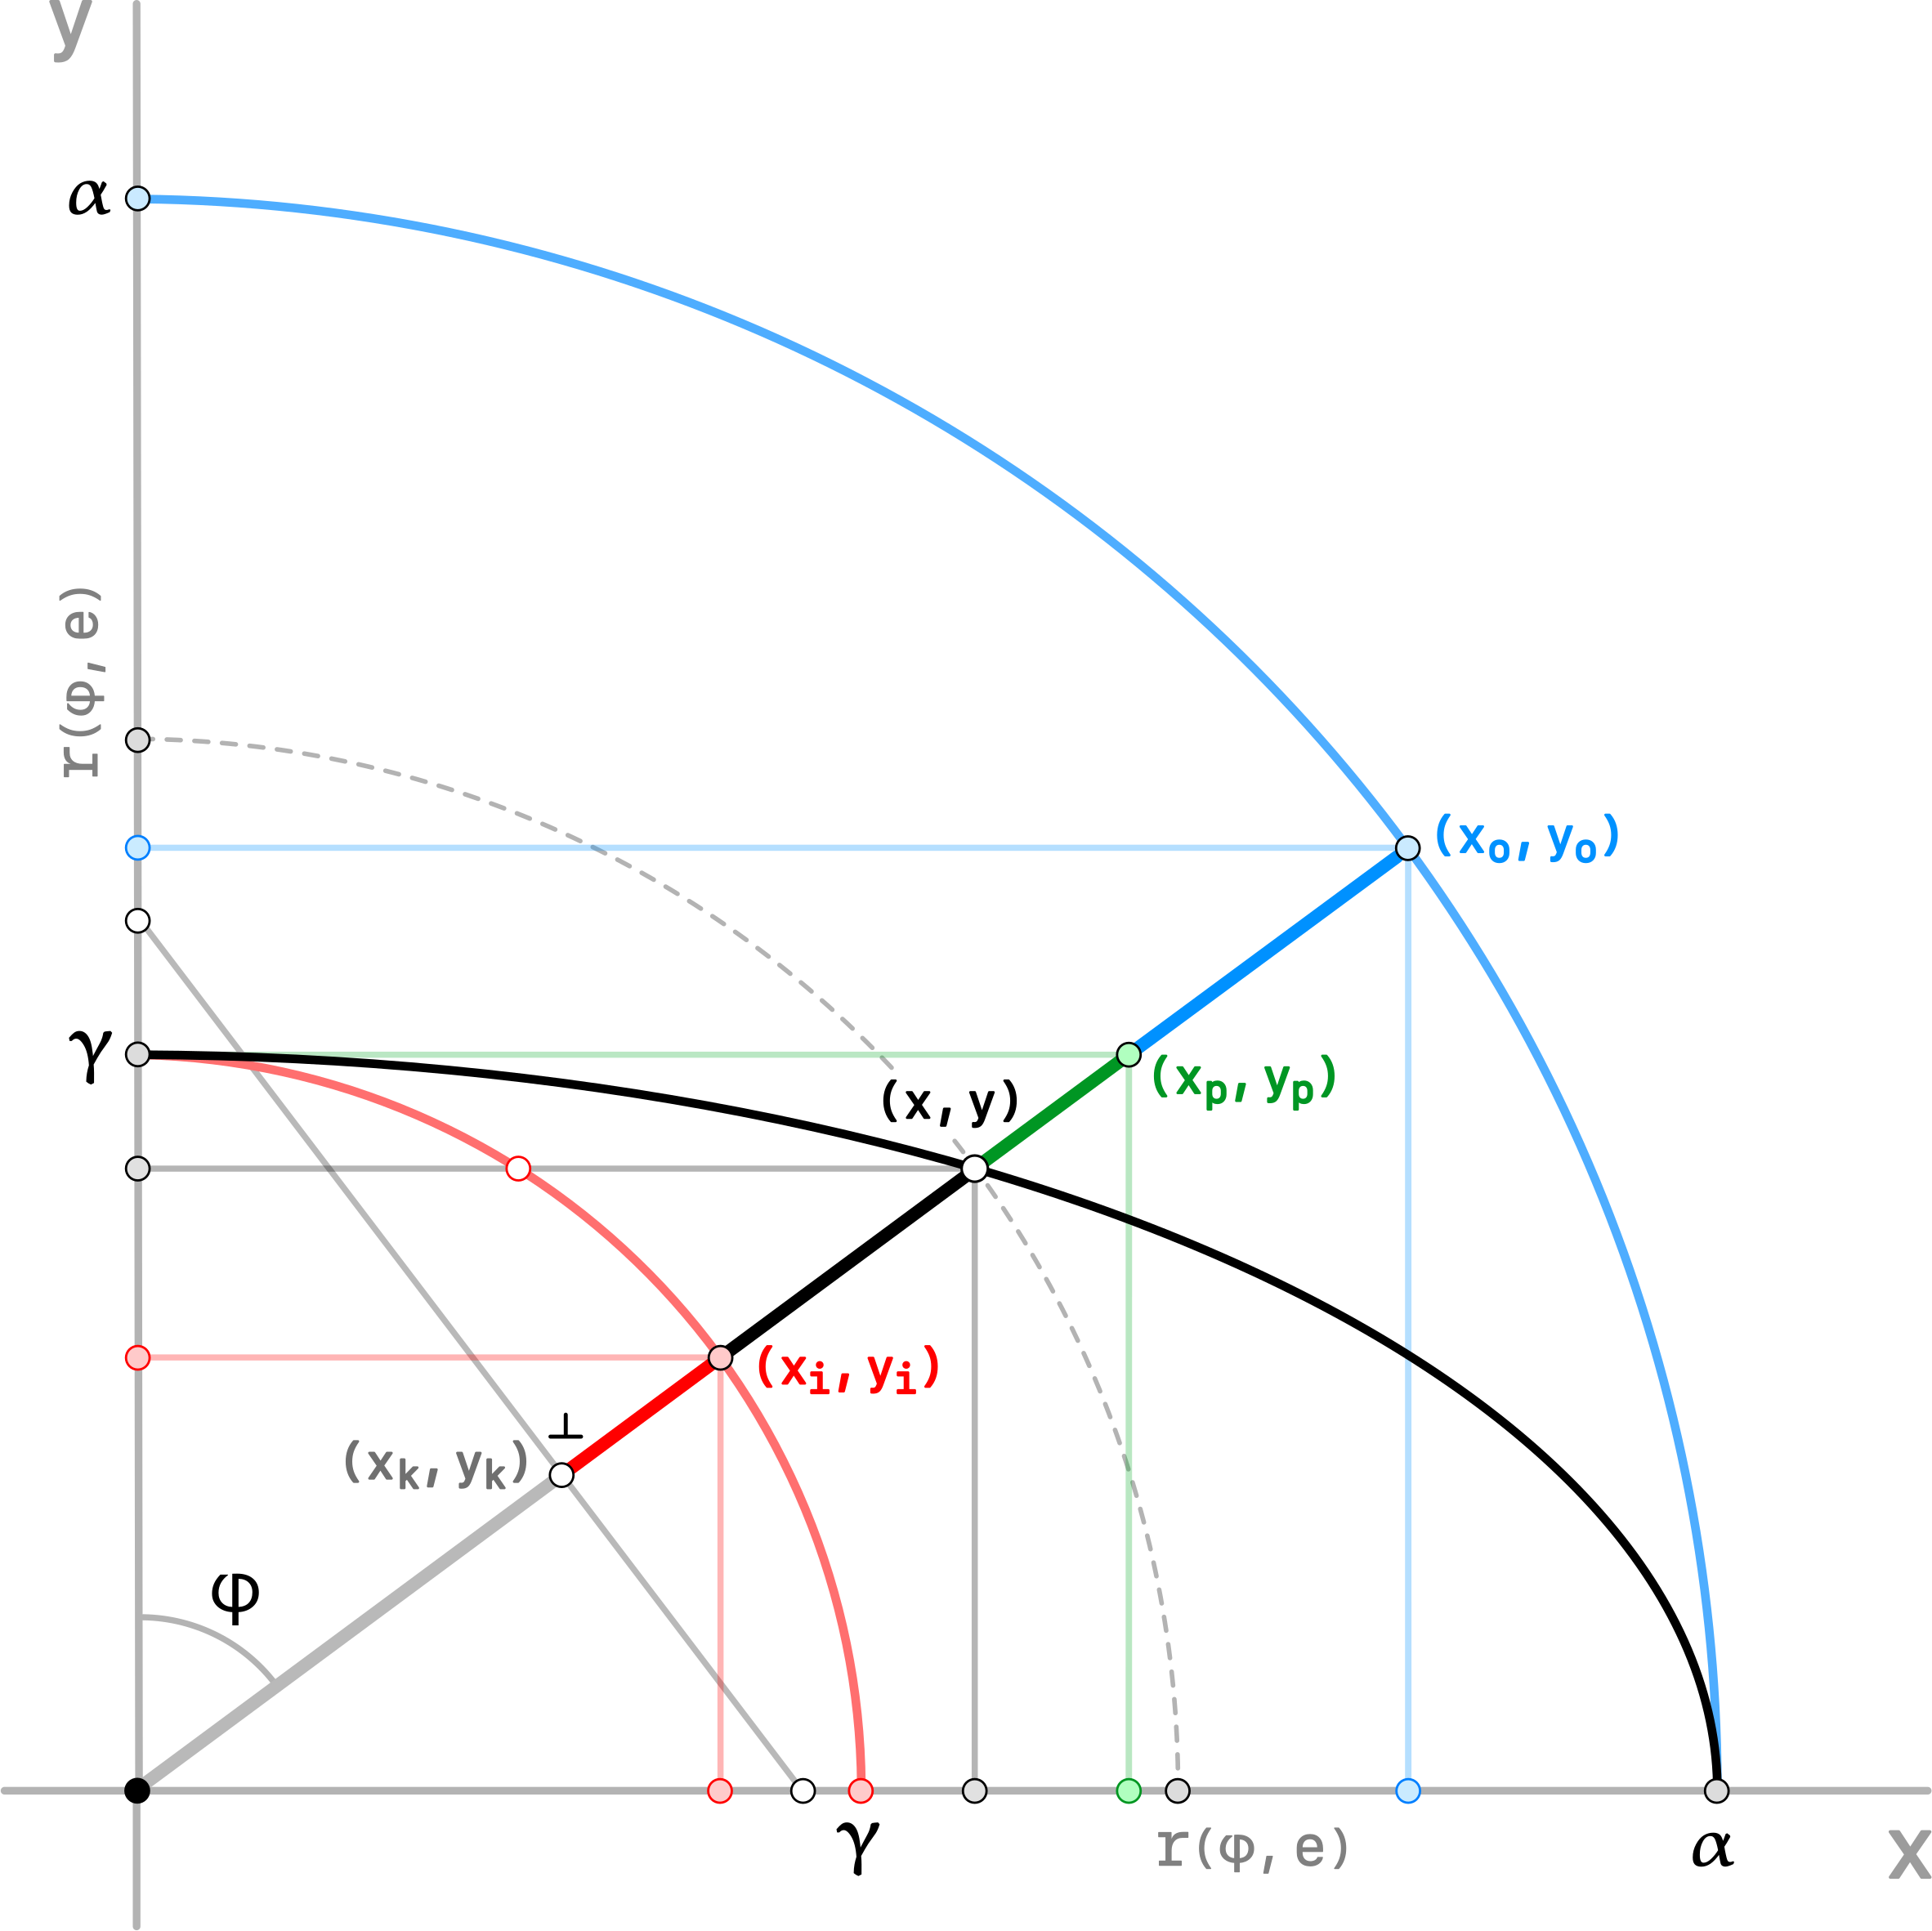 y
α
r(φ,e)
(xₒ,yₒ)
γ
(xₚ,yₚ)
(x,y)
(xᵢ,yᵢ)
⊥
(xₖ,yₖ)
φ
γ
r(φ,e)
α
x